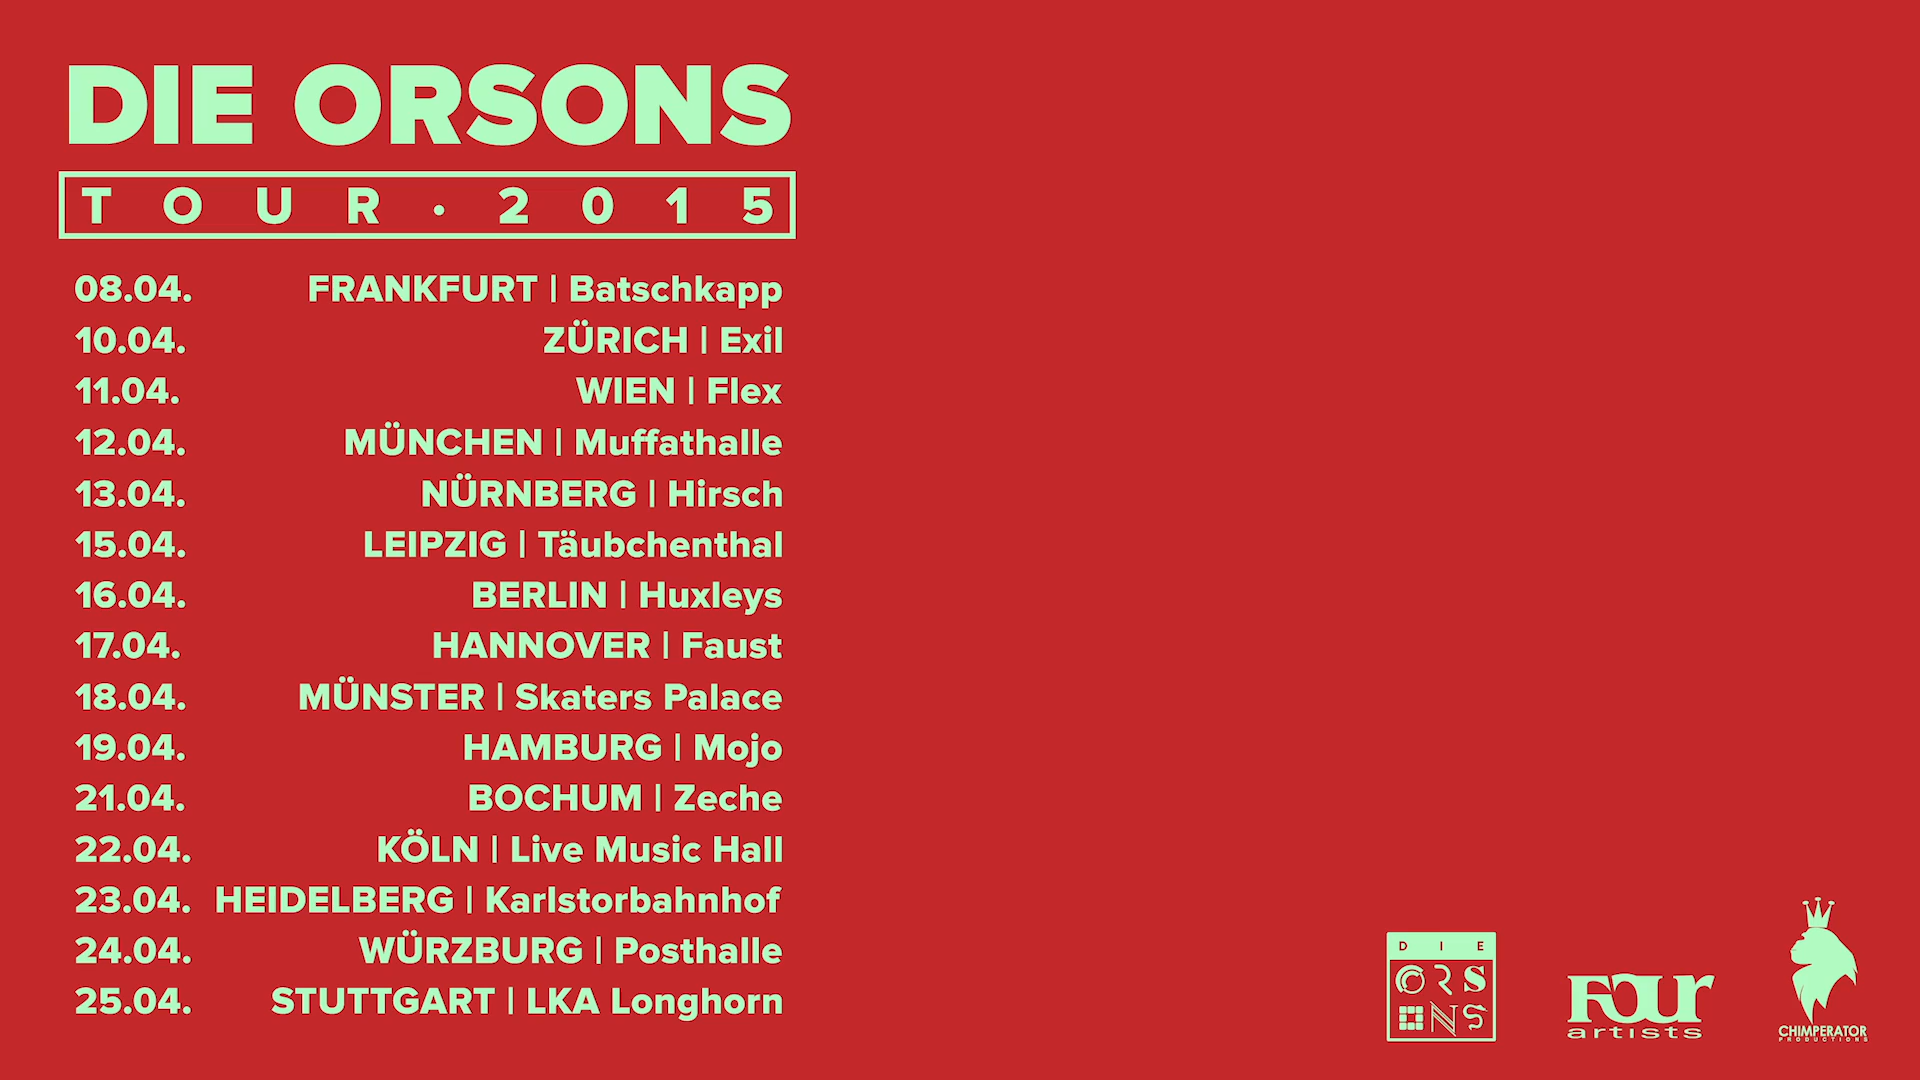 DIE ORSONS
TOUR · 2015
08.04. FRANKFURT | Batschkapp
10.04. ZÜRICH | Exil
11.04. WIEN | Flex
12.04. MÜNCHEN | Muffathalle
13.04. NÜRNBERG | Hirsch
15.04. LEIPZIG | Täubchenthal
16.04. BERLIN | Huxleys
17.04. HANNOVER | Faust
18.04. MÜNSTER | Skaters Palace
19.04. HAMBURG | Mojo
21.04. BOCHUM | Zeche
22.04. KÖLN | Live Music Hall
23.04. HEIDELBERG | Karlstorbahnhof
24.04. WÜRZBURG | Posthalle
25.04. STUTTGART | LKA Longhorn
DIE
ORS
ONS
Four
artists
CHIMPERATOR
PRODUCTIONS